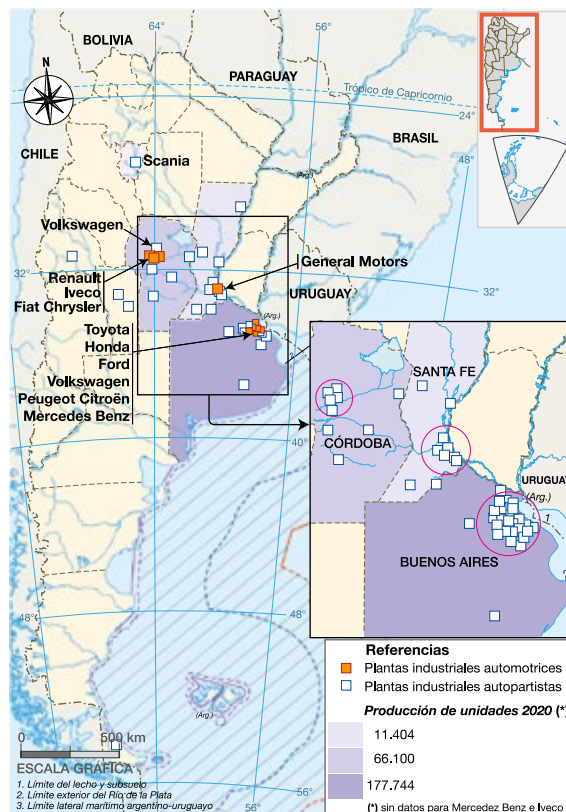 64°
56°
BOLIVIA
N
PARAGUAY
Trópico de Capricornio
24°
BRASIL
48°
CHILE
Scania
(Arg.)
Volkswagen
General Motors
32°
32°
Renault
Iveco
Fiat Chrysler
URUGUAY
(Arg.)
Toyota
Honda
Ford
Volkswagen
Peugeot Citroën
Mercedes Benz
2
SANTA FE
CÓRDOBA
40°
URUGUAY
(Arg.)
1
BUENOS AIRES
48°
48°
(Arg.)
0 500 km
ESCALA GRÁFICA
1. Límite del lecho y subsuelo
2. Límite exterior del Río de la Plata
3. Límite lateral marítimo argentino-uruguayo
64°
56°
Referencias
Plantas industriales automotrices
Plantas industriales autopartistas
Producción de unidades 2020 (*)
11.404
66.100
177.744
(*) sin datos para Mercedez Benz e Iveco